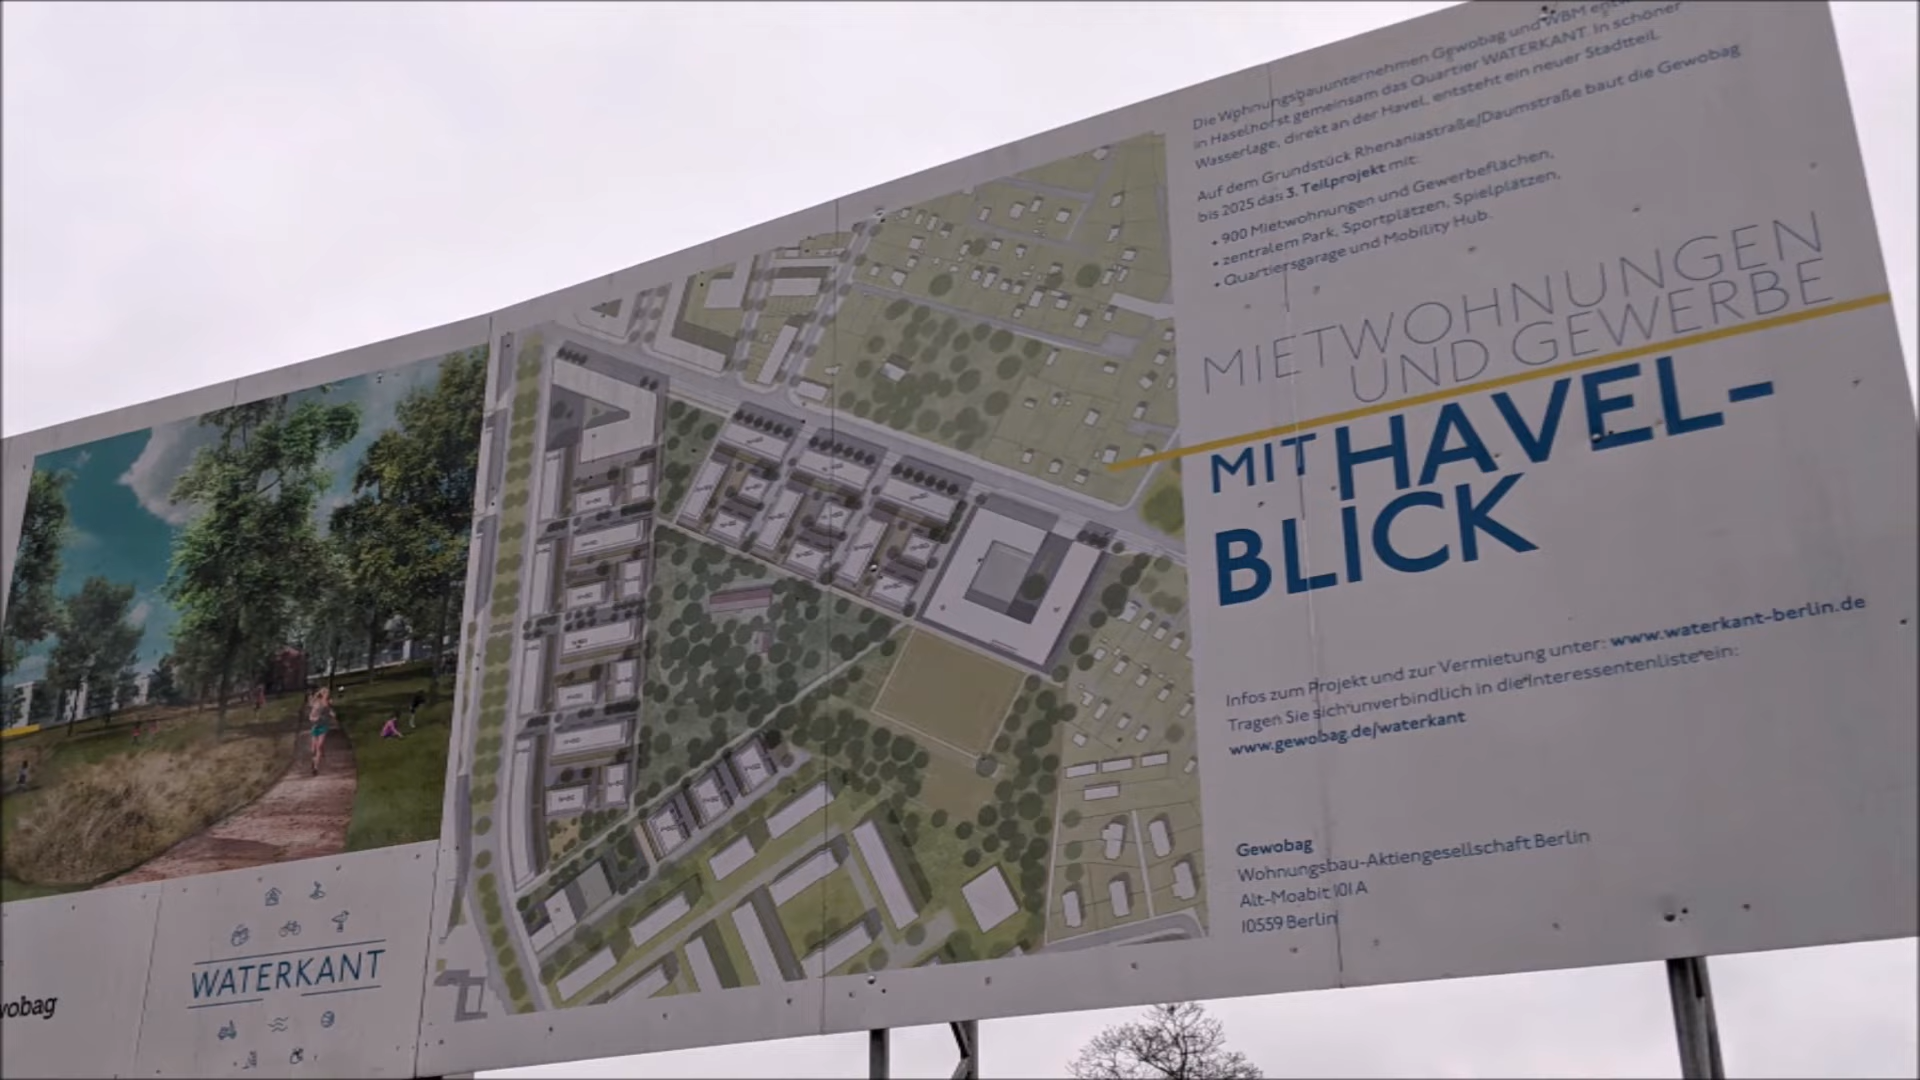 Die Wohnungsbauunternehmen Gewobag und WBM
in Haselhorst gemeinsam das Quartier WATERKANT. In schöner
Wasserlage, direkt an der Havel, entsteht ein neuer Stadtteil.
Auf dem Grundstück Rhenaniastraße/Daumstraße baut die Gewobag
bis 2025 das 3. Teilprojekt mit:
• 900 Mietwohnungen und Gewerbeflächen,
• zentralem Park, Sportplätzen, Spielplätzen,
• Quartiersgarage und Mobility Hub.
MIETWOHNUNGEN
UND GEWERBE
MIT HAVEL-
BLICK
Infos zum Projekt und zur Vermietung unter: www.waterkant-berlin.de
Tragen Sie sich unverbindlich in die Interessentenliste ein:
www.gewobag.de/waterkant
Gewobag
Wohnungsbau-Aktiengesellschaft Berlin
Alt-Moabit 101 A
10559 Berlin
WATERKANT
wobag